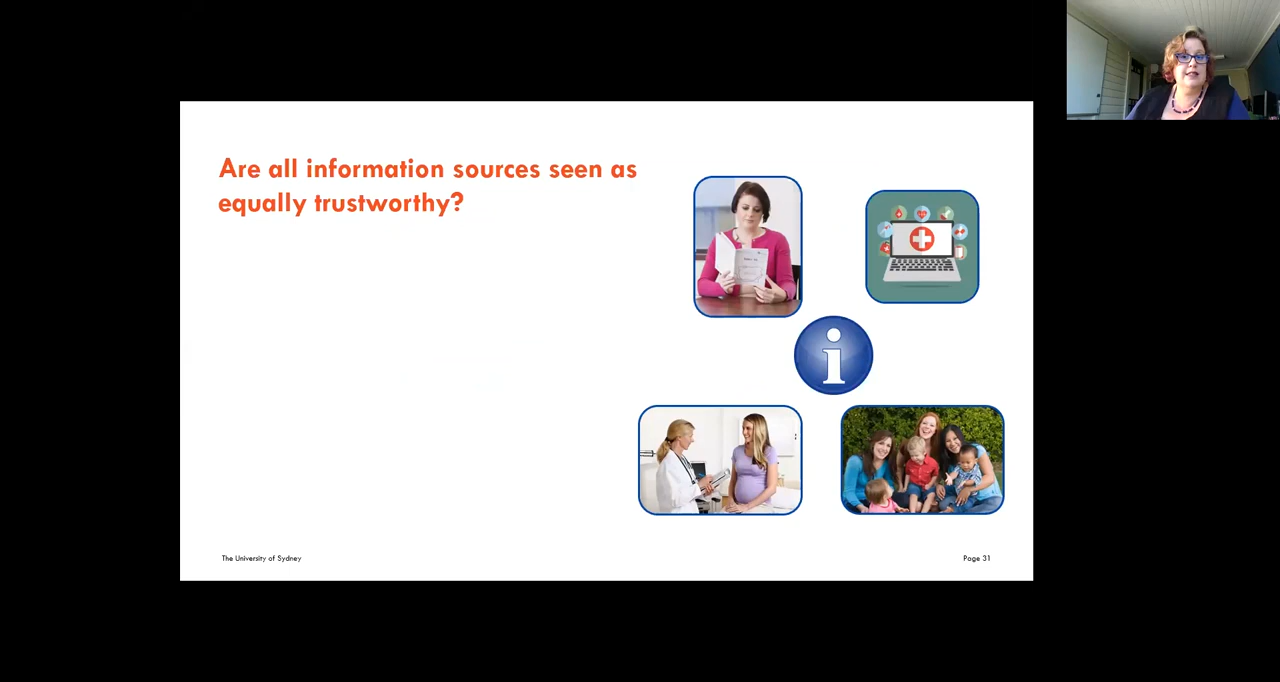 Are all information sources seen as
equally trustworthy?
i
The University of Sydney
Page 31